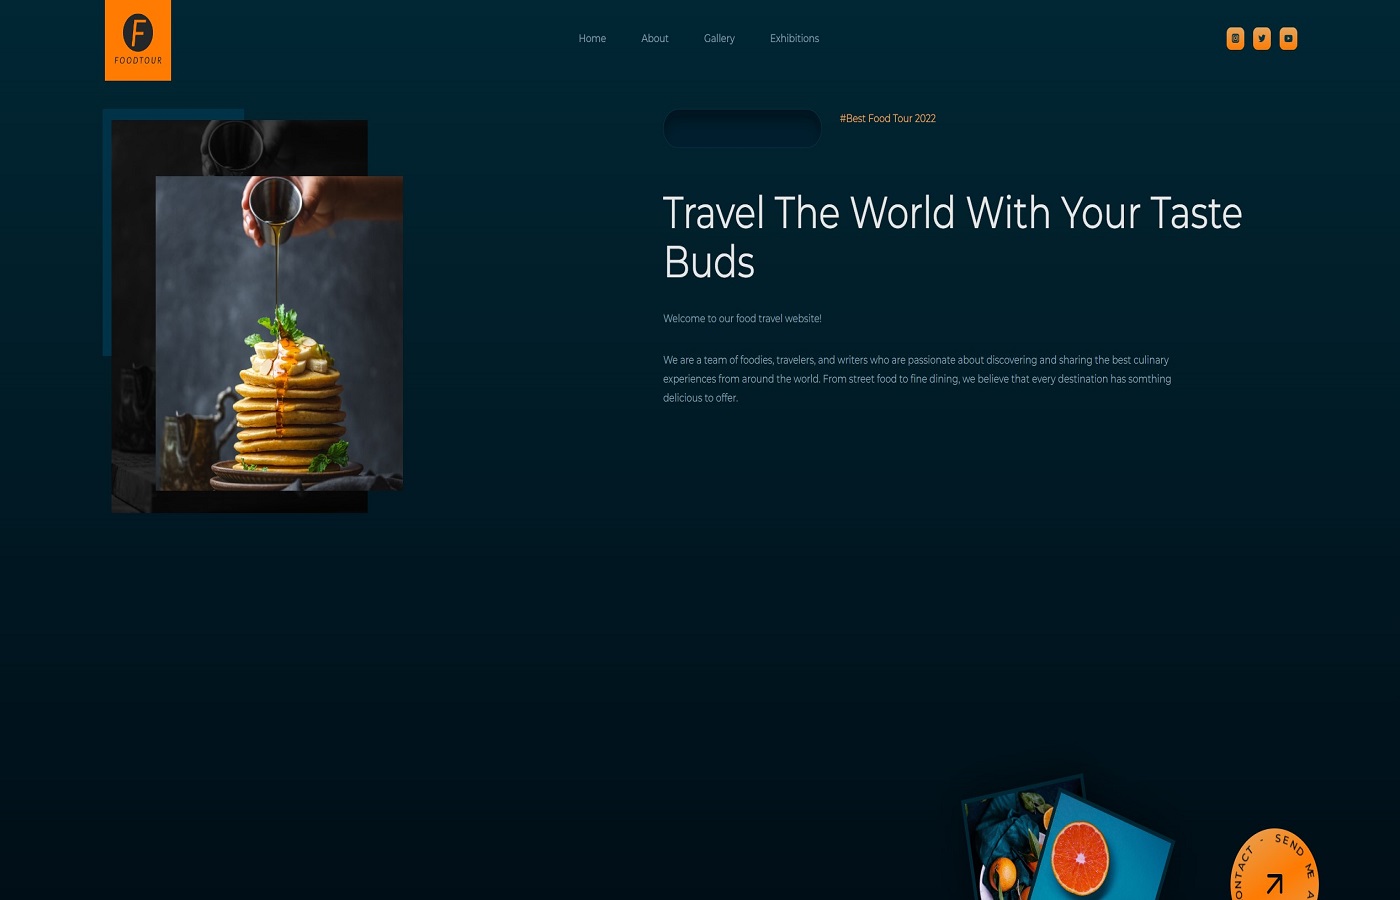 F
FOODTOUR
Home About Gallery Exhibitions
#Best Food Tour 2022
Travel The World With Your Taste
Buds
Welcome to our food travel website!
We are a team of foodies, travelers, and writers who are passionate about discovering and sharing the best culinary
experiences from around the world. From street food to fine dining, we believe that every destination has somthing
delicious to offer.
ONTACT - SEND ME A